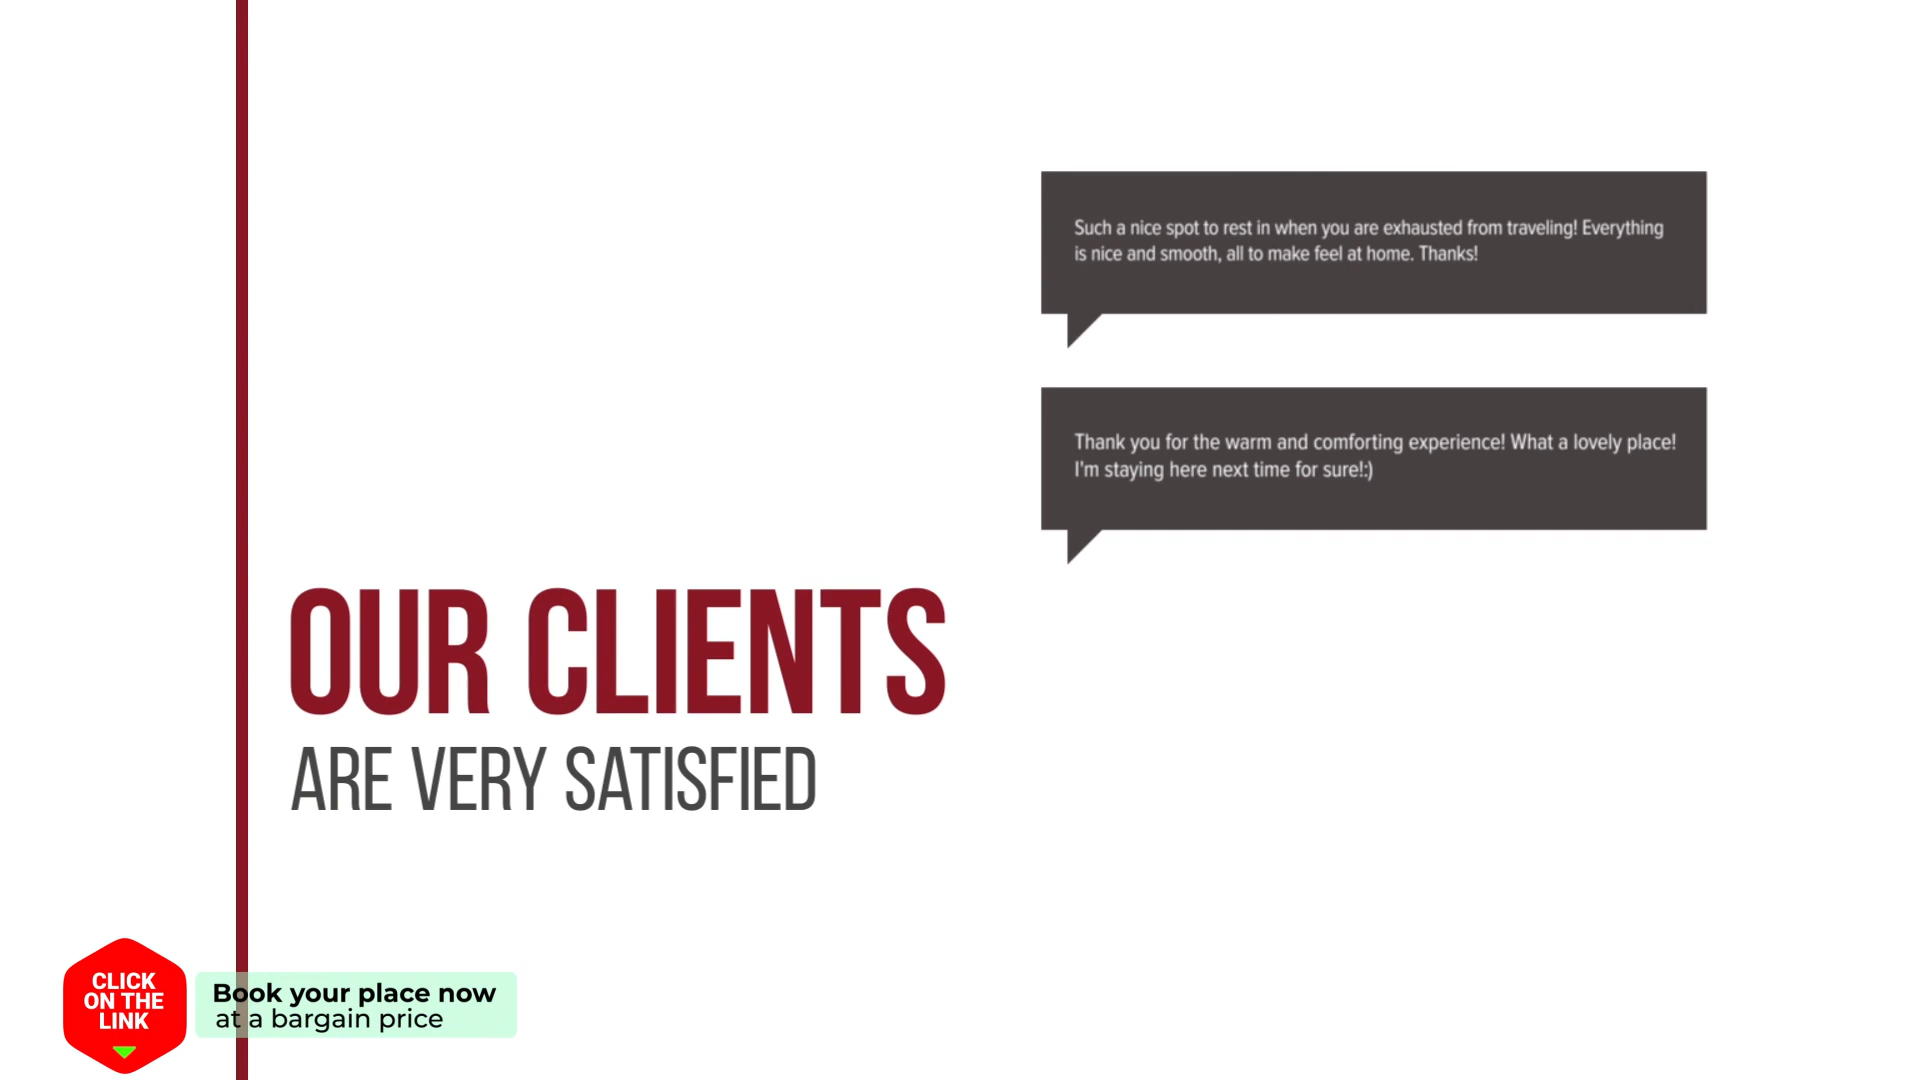 Such a nice spot to rest in when you are exhausted from traveling! Everything
is nice and smooth, all to make feel at home. Thanks!
Thank you for the warm and comforting experience! What a lovely place!
I'm staying here next time for sure!:)
OUR CLIENTS
ARE VERY SATISFIED
CLICK
ON THE
LINK
Book your place now
at a bargain price